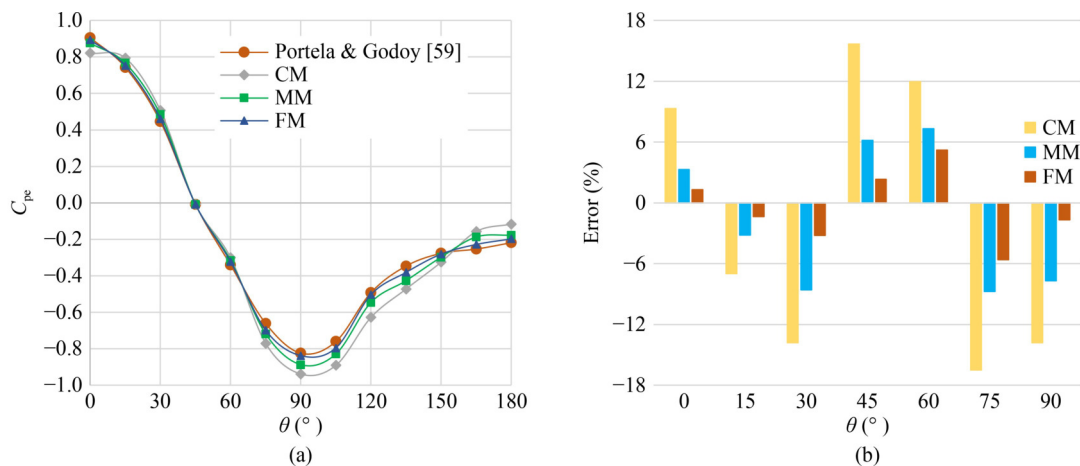 1.0
0.8
0.6
0.4
0.2
0.0
−0.2
−0.4
−0.6
−0.8
−1.0
C_pe
Portela & Godoy [59]
CM
MM
FM
0 30 60 90 120 150 180
θ (° )
(a)
18
12
6
0
−6
−12
−18
Error (%)
CM
MM
FM
0 15 30 45 60 75 90
θ (° )
(b)